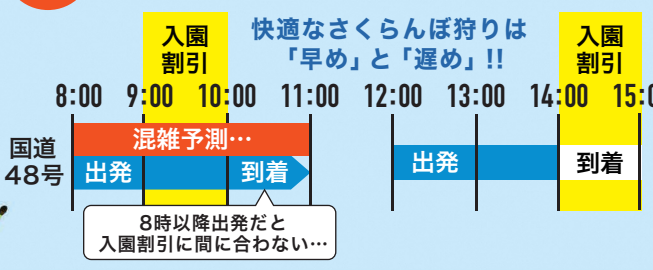 快適なさくらんぼ狩りは
「早め」と「遅め」!!
入園
割引
入園
割引
8:00 9:00 10:00 11:00 12:00 13:00 14:00 15:0
国道
48号
混雑予測…
出発 到着
出発 到着
8時以降出発だと
入園割引に間に合わない…